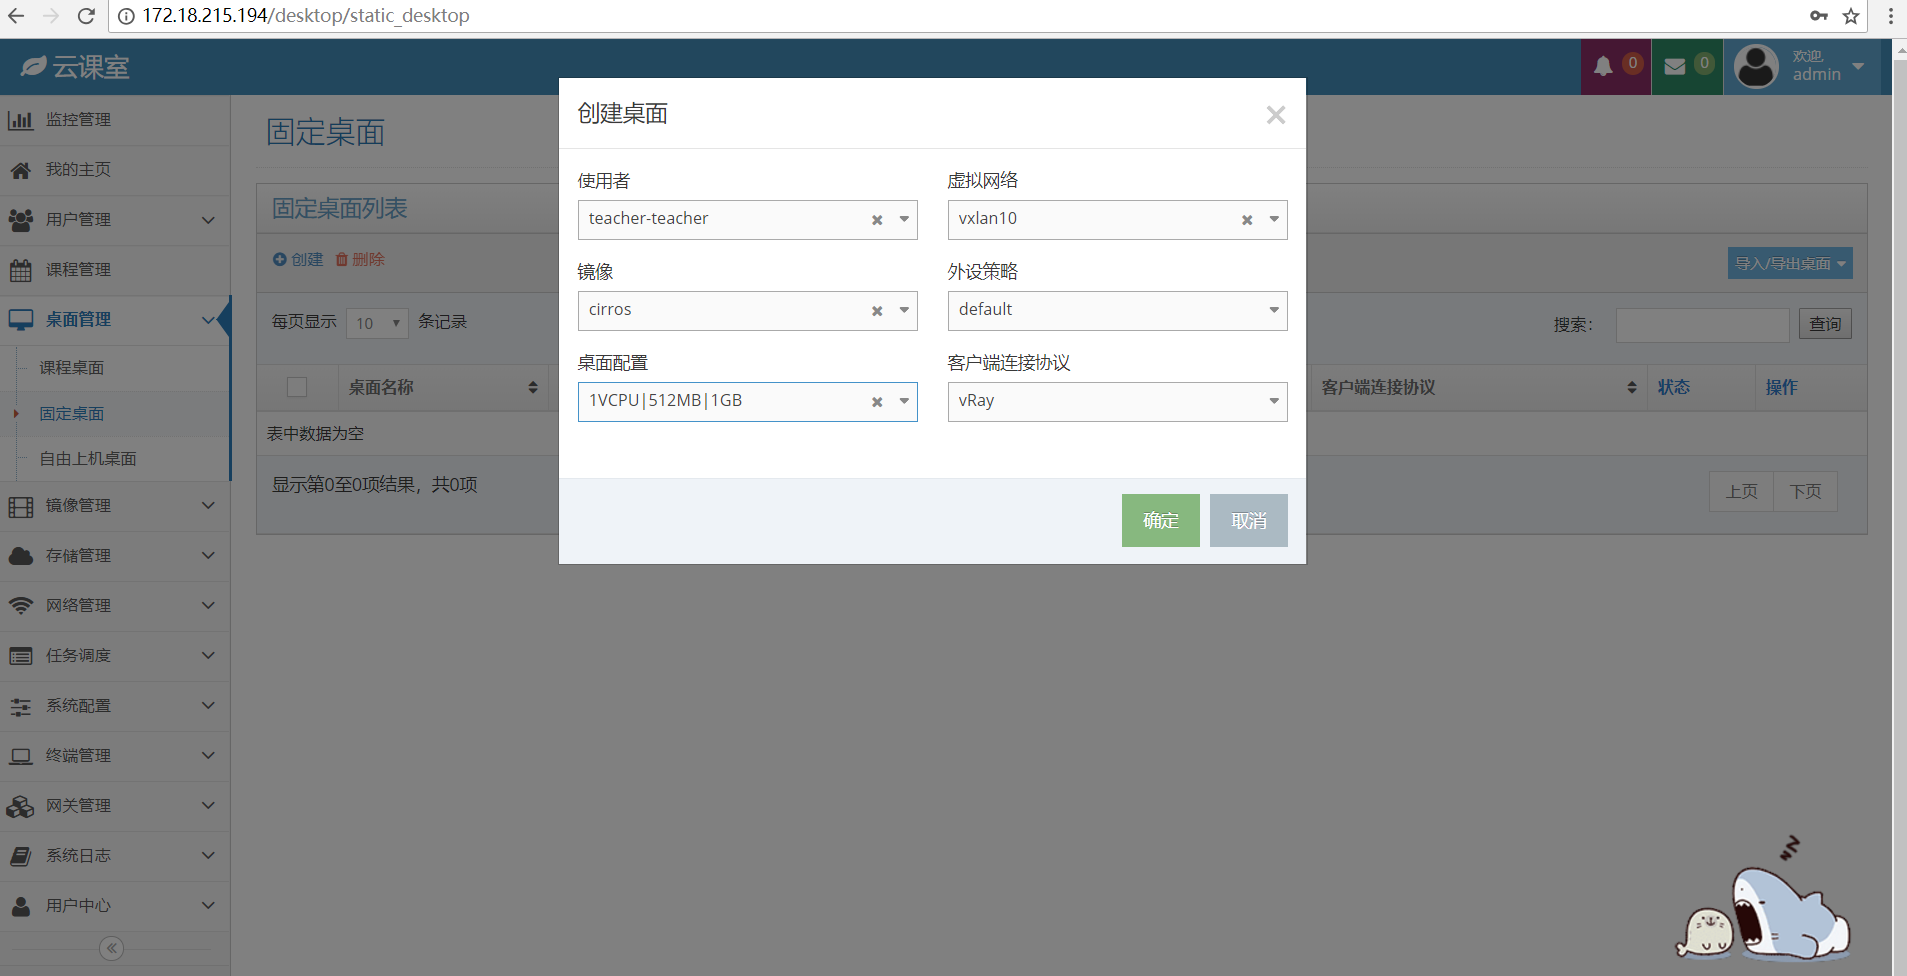 172.18.215.194/desktop/static_desktop
云课室
0
0
欢迎,
admin
监控管理
我的主页
用户管理
课程管理
桌面管理
课程桌面
固定桌面
自由上机桌面
镜像管理
存储管理
网络管理
任务调度
系统配置
终端管理
网关管理
系统日志
用户中心
固定桌面
固定桌面列表
创建 删除
导入/导出桌面
每页显示 10 条记录
搜索： 查询
桌面名称
客户端连接协议 状态 操作
表中数据为空
显示第0至0项结果，共0项
上页 下页
创建桌面
使用者 虚拟网络
teacher-teacher vxlan10
镜像 外设策略
cirros default
桌面配置 客户端连接协议
1VCPU|512MB|1GB vRay
确定 取消
zzZ